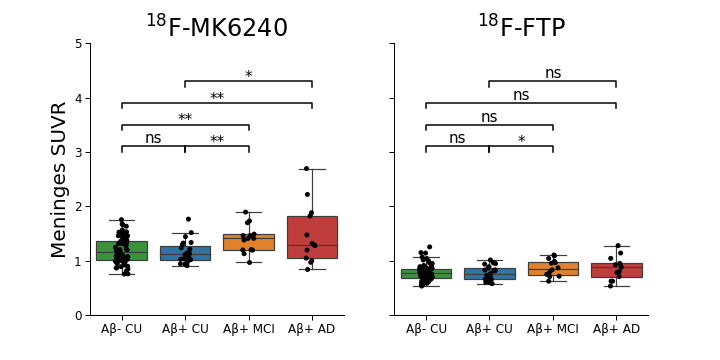 ¹⁸F-MK6240
¹⁸F-FTP
Meninges SUVR
5
4
3
2
1
0
*
**
**
ns
**
ns
ns
ns
ns
*
Aβ- CU
Aβ+ CU
Aβ+ MCI
Aβ+ AD
Aβ- CU
Aβ+ CU
Aβ+ MCI
Aβ+ AD